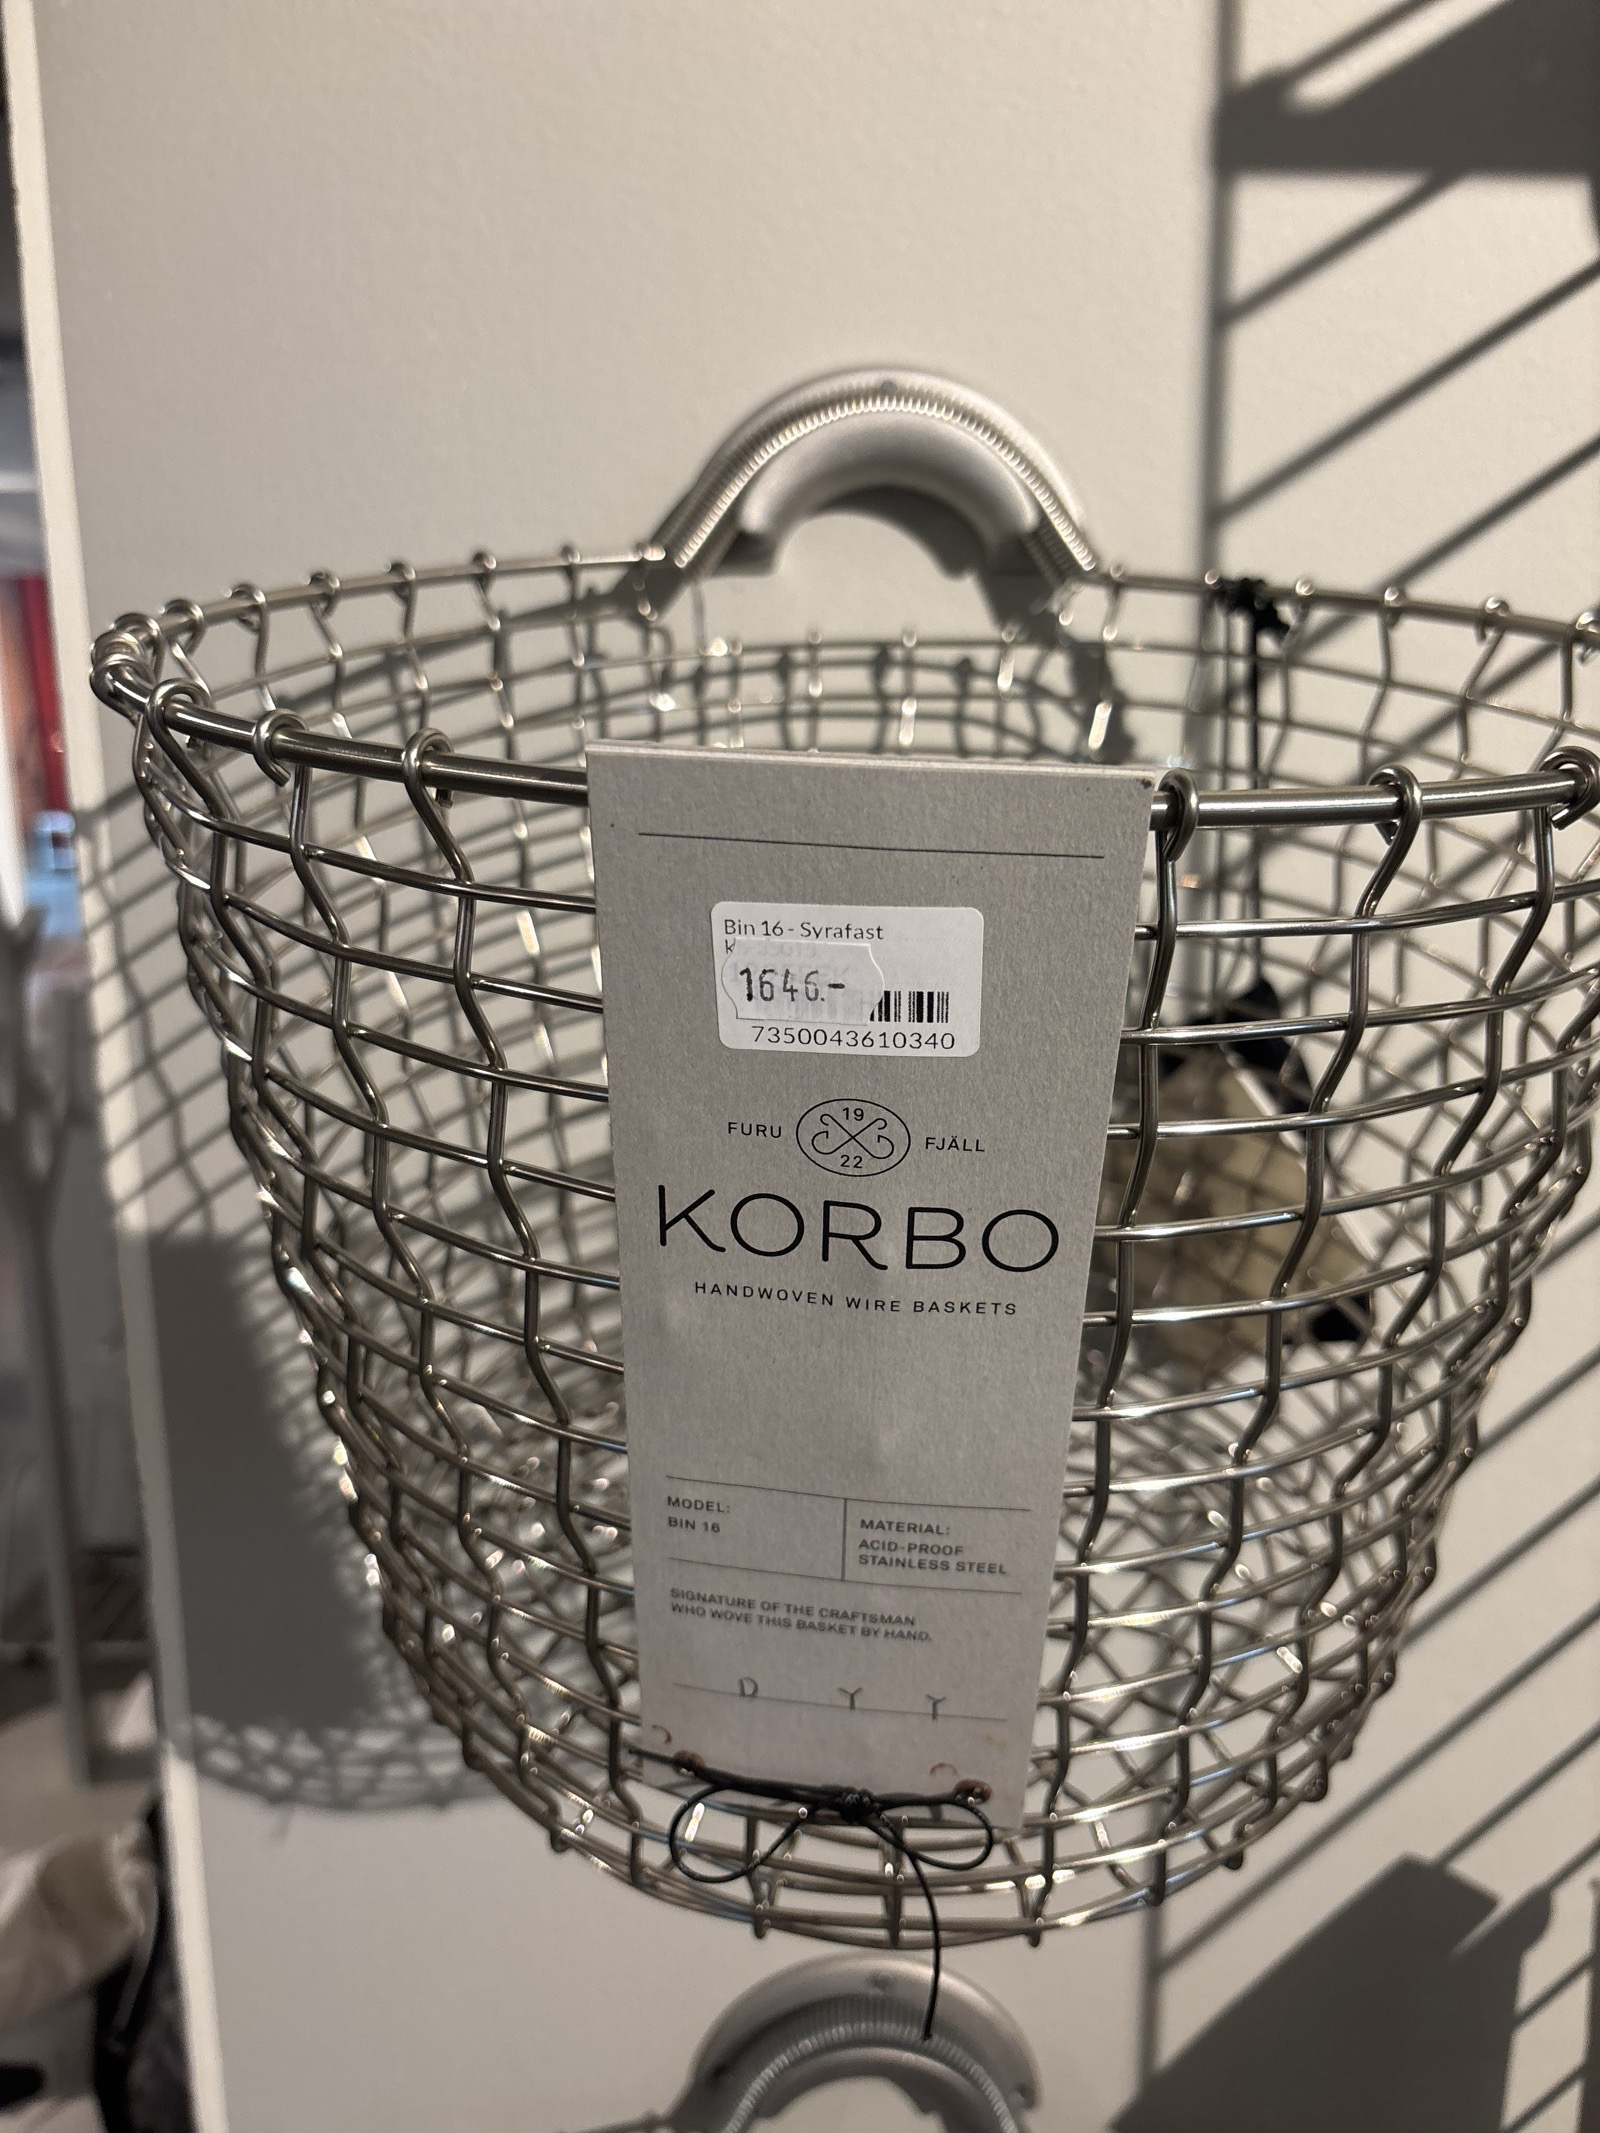 Bin 16 - Syrafast
K
1646.-
7350043610340
FURU 19 22 FJÄLL
KORBO
HANDWOVEN WIRE BASKETS
MODEL:
BIN 16
MATERIAL:
ACID-PROOF
STAINLESS STEEL
SIGNATURE OF THE CRAFTSMAN
WHO WOVE THIS BASKET BY HAND.
D Y Y